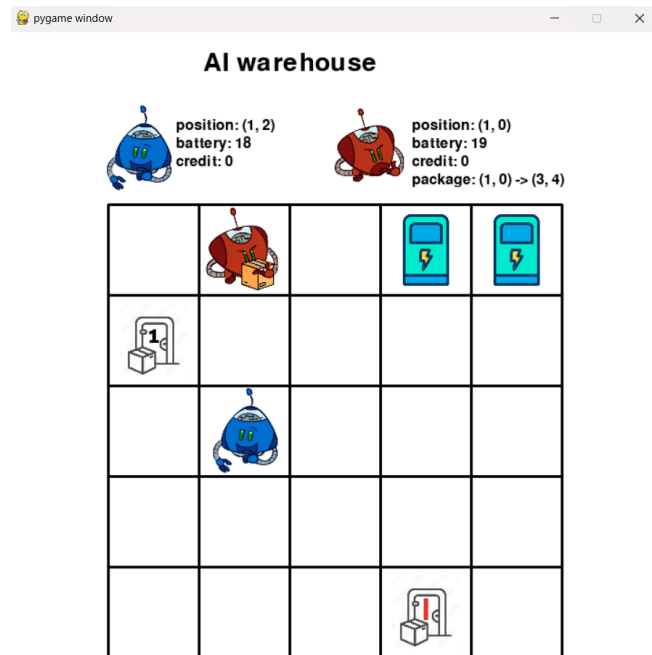 pygame window
AI warehouse
position: (1, 2)
battery: 18
credit: 0
position: (1, 0)
battery: 19
credit: 0
package: (1, 0) -> (3, 4)
1